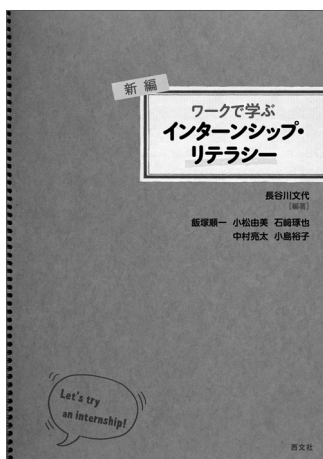 新編
ワークで学ぶ
インターンシップ・
リテラシー
長谷川文代
[編著]
飯塚順一 小松由美 石﨑琢也
中村亮太 小島裕子
Let's try
an internship!
西文社